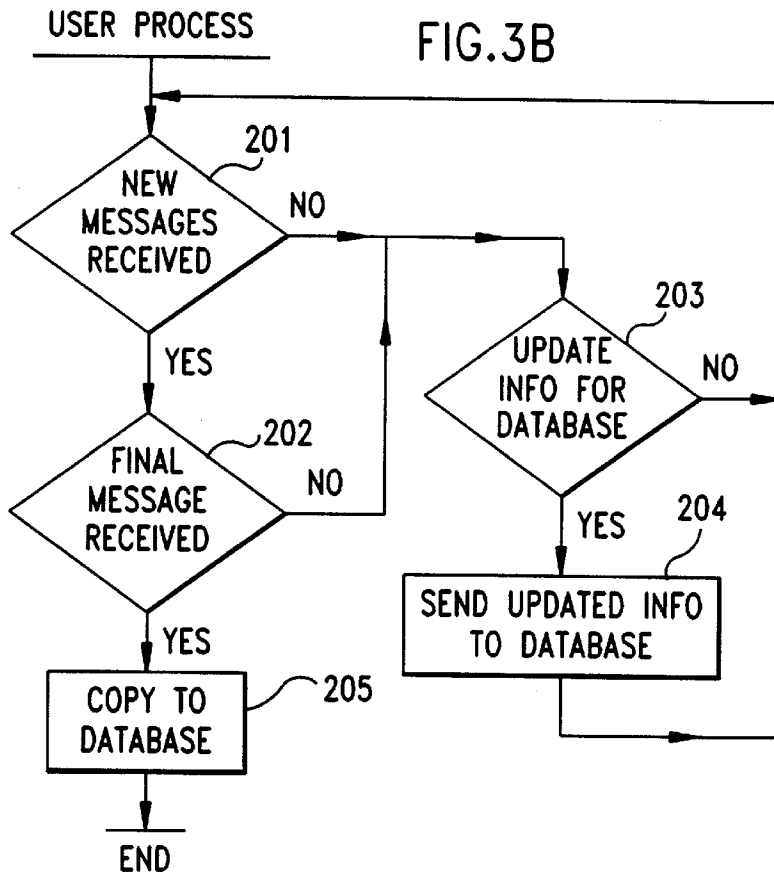 USER PROCESS
FIG.3B
201
NEW
MESSAGES
RECEIVED
NO
YES
202
FINAL
MESSAGE
RECEIVED
NO
YES
205
COPY TO
DATABASE
END
203
UPDATE
INFO FOR
DATABASE
NO
YES
204
SEND UPDATED INFO
TO DATABASE